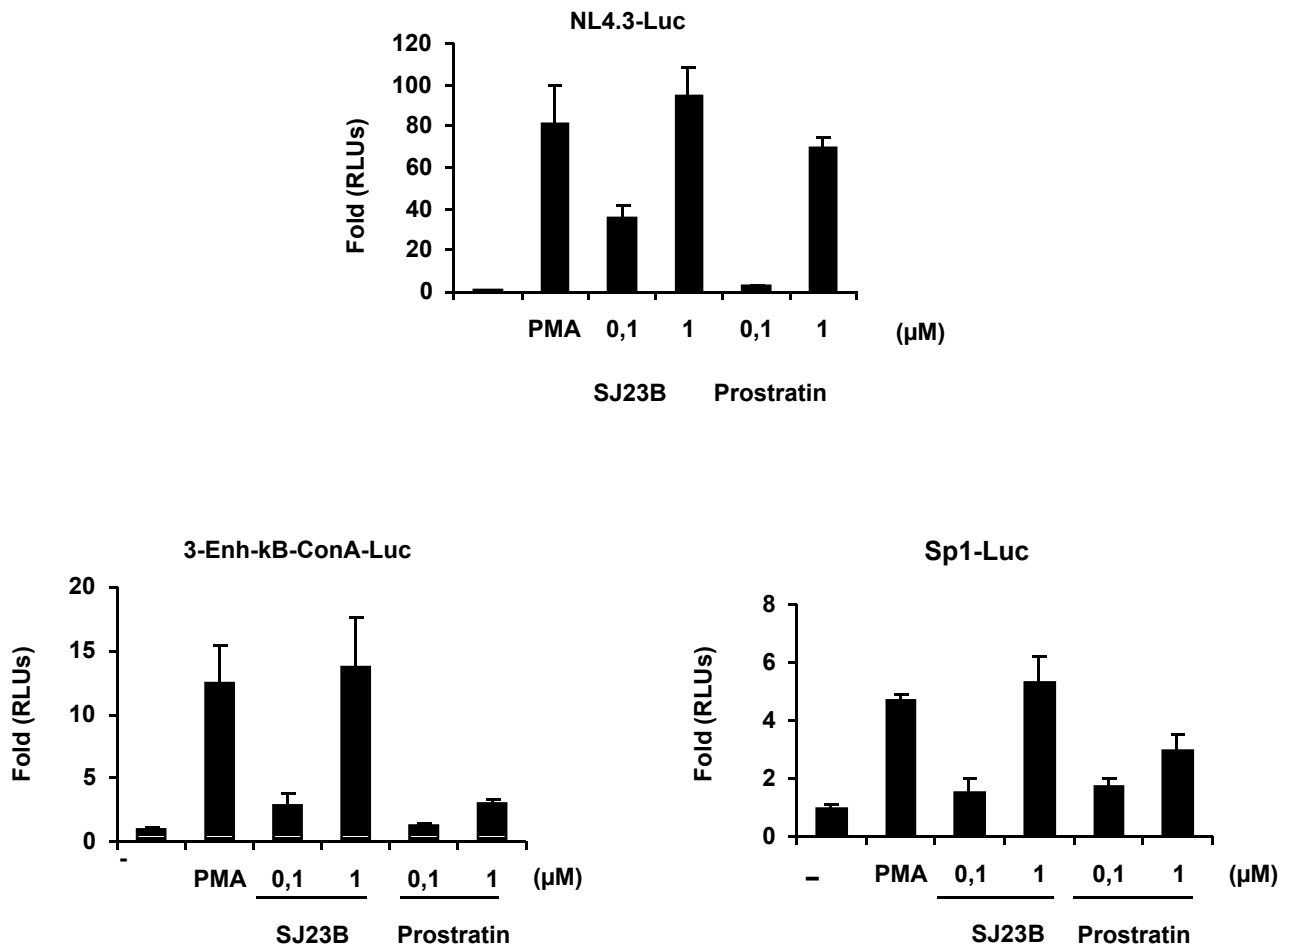 NL4.3-Luc
120
100
80
60
40
20
0
Fold (RLUs)
PMA 0,1 1 0,1 1 (µM)
SJ23B Prostratin
3-Enh-kB-ConA-Luc
20
15
10
5
0
Fold (RLUs)
- PMA 0,1 1 0,1 1 (µM)
SJ23B Prostratin
Sp1-Luc
8
6
4
2
0
Fold (RLUs)
– PMA 0,1 1 0,1 1 (µM)
SJ23B Prostratin